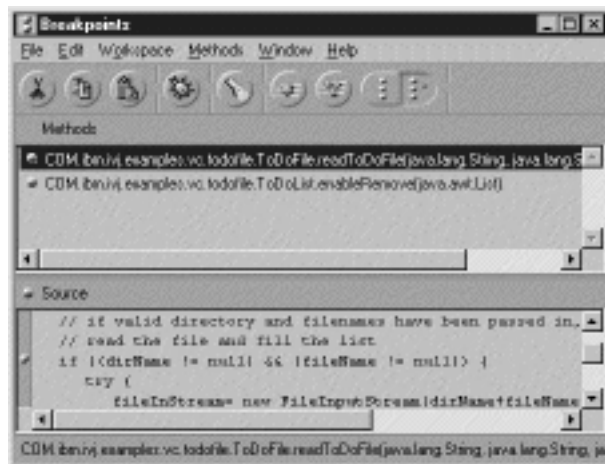 Breakpoints
File Edit Workspace Methods Window Help
Methods
COM.ibm.ivj.examples.vc.todofile.ToDoFile.readToDoFile(java.lang.String, java.lang.S
COM.ibm.ivj.examples.vc.todofile.ToDoList.enableRemove(java.awt.List)
Source
// if valid directory and filenames have been passed in,
// read the file and fill the list
if ((dirName != null) && (fileName != null)) {
try {
fileInStream= new FileInputStream(dirName+fileName
COM.ibm.ivj.examples.vc.todofile.ToDoFile.readToDoFile(java.lang.String, java.lang.String, ja